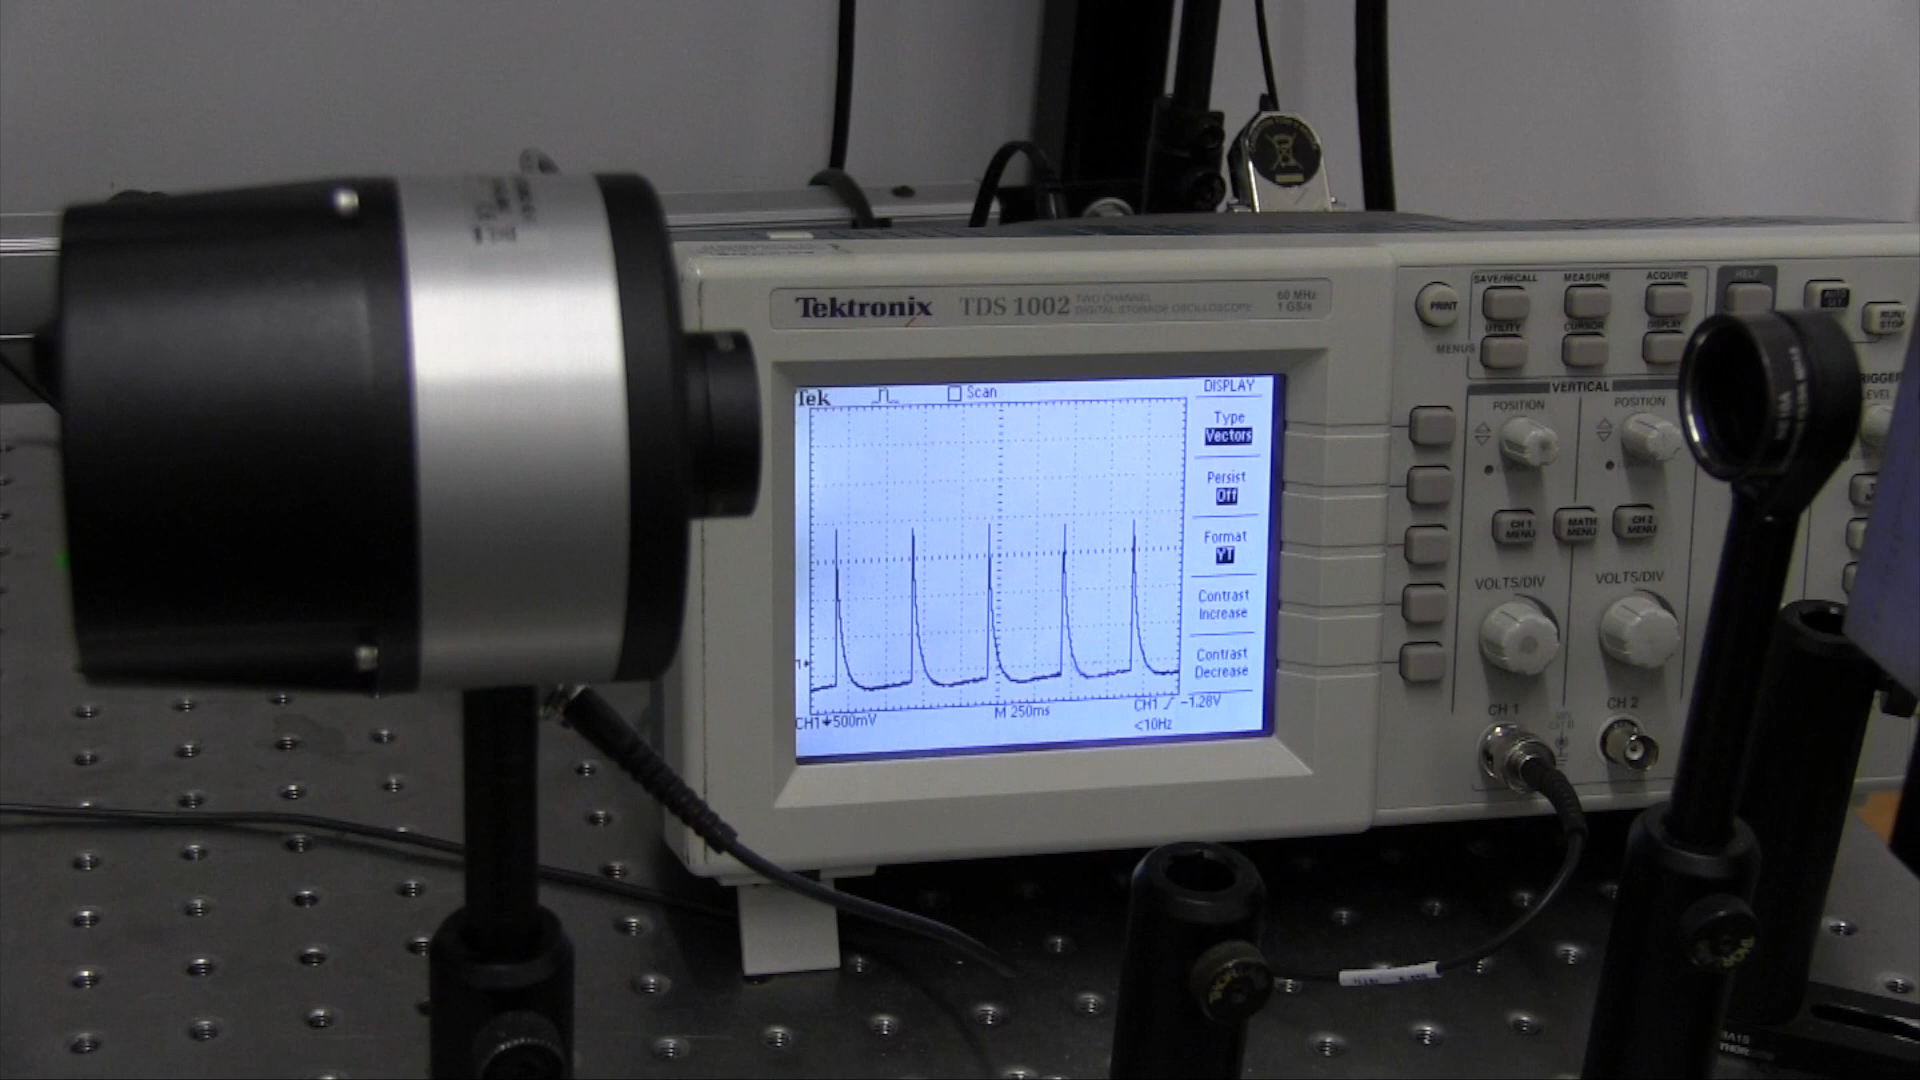 Tektronix TDS 1002 TWO CHANNEL
DIGITAL STORAGE OSCILLOSCOPE
60 MHz
1 GS/s
Tek
Scan
DISPLAY
Type
Vectors
Persist
Off
Format
YT
Contrast
Increase
Contrast
Decrease
1
CH1 500mV
M 250ms
CH1 -1.28V
<10Hz
PRINT
SAVE/RECALL
MEASURE
ACQUIRE
HELP
AUTO
SET
RUN/
STOP
MENUS
UTILITY
CURSOR
DISPLAY
VERTICAL
POSITION
POSITION
LEVEL
CH 1
MENU
MATH
MENU
CH 2
MENU
VOLTS/DIV
VOLTS/DIV
CH 1
CH 2